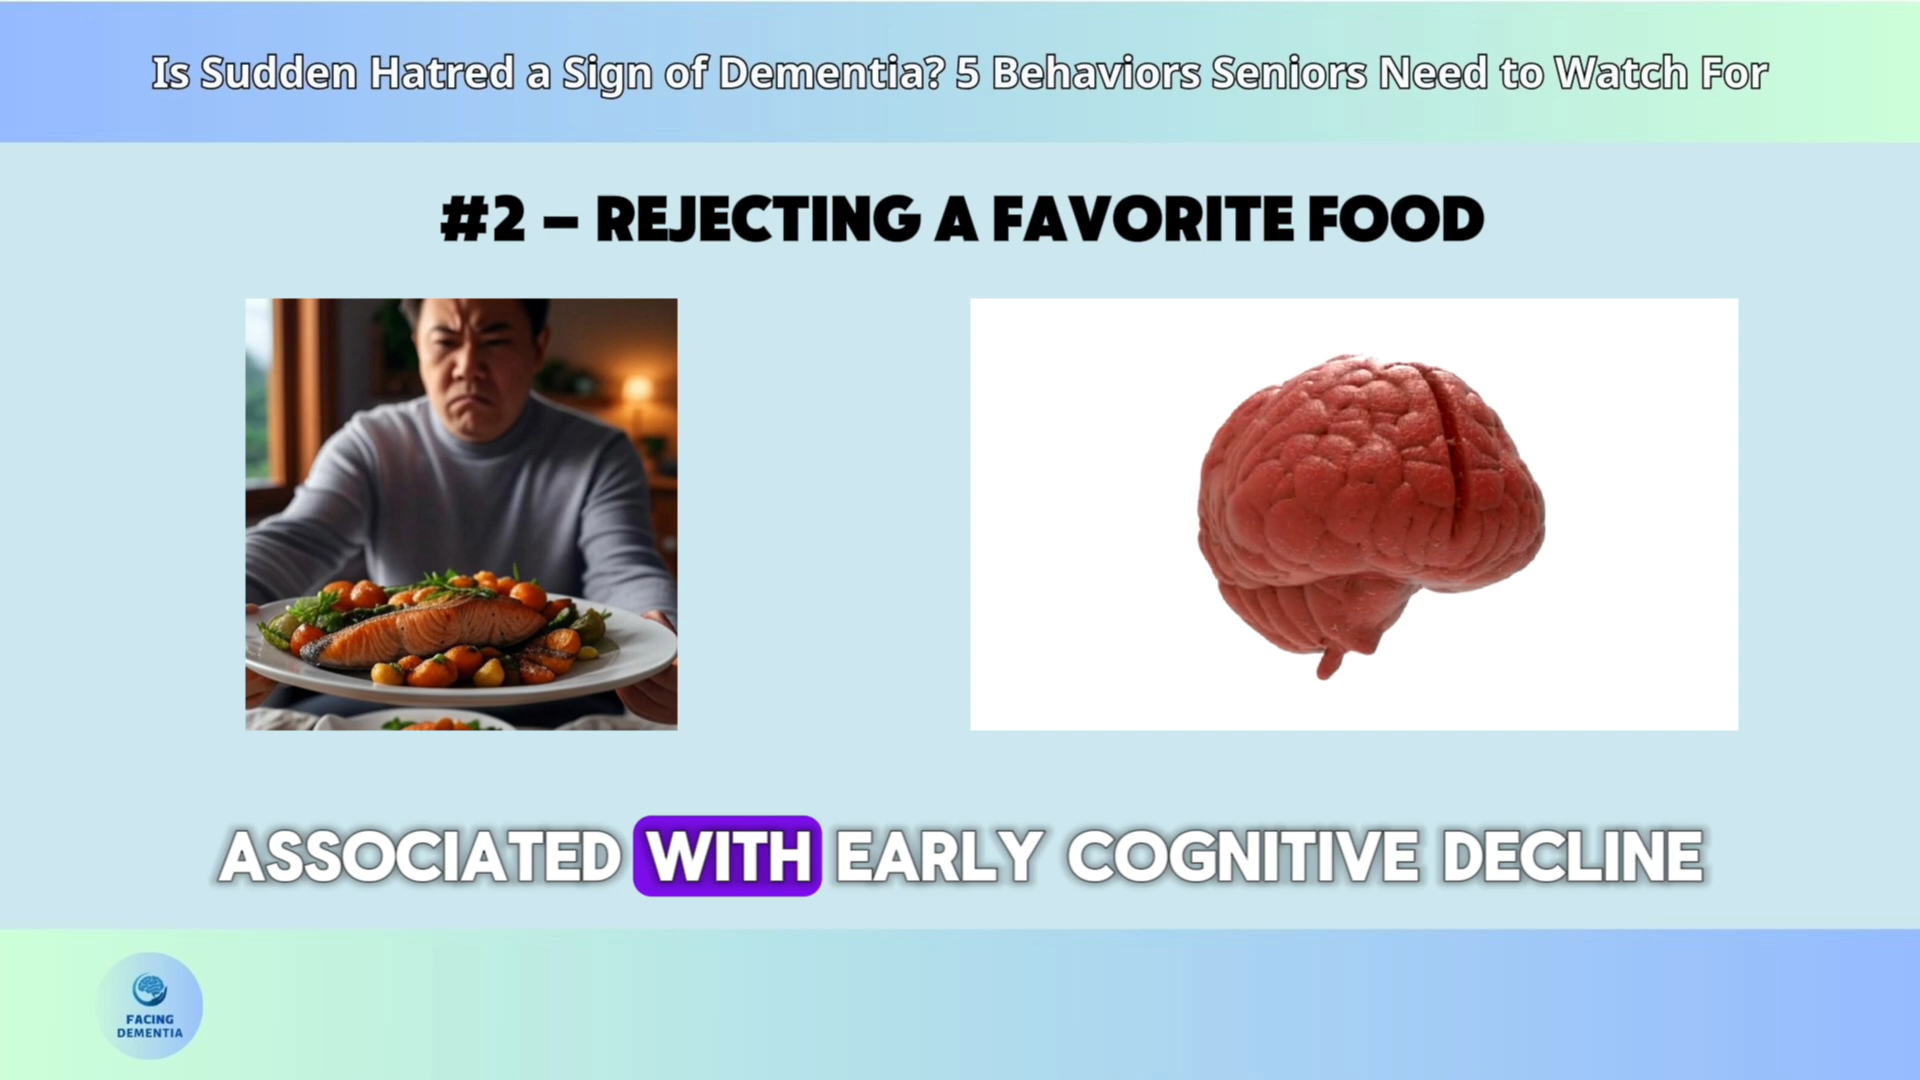 Is Sudden Hatred a Sign of Dementia? 5 Behaviors Seniors Need to Watch For
#2 – REJECTING A FAVORITE FOOD
ASSOCIATED WITH EARLY COGNITIVE DECLINE
FACING
DEMENTIA